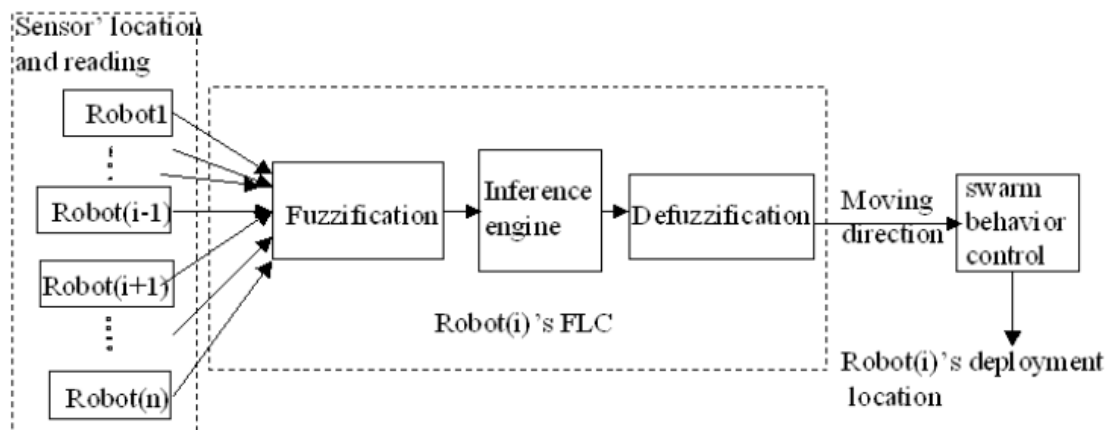 Sensor' location
and reading
Robot1
Robot(i-1)
Robot(i+1)
Robot(n)
Fuzzification
Inference
engine
Defuzzification
Robot(i)'s FLC
Moving
direction
swarm
behavior
control
Robot(i)'s deployment
location